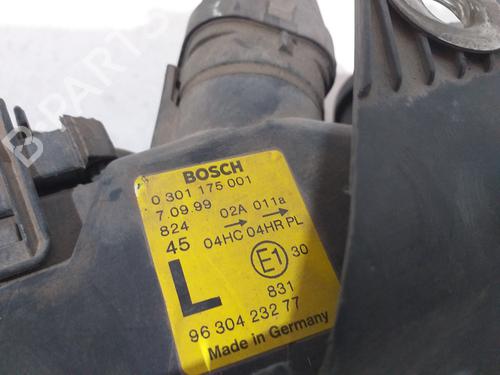 BOSCH
0 301 175 001
7.09.99
824 02A 011a
45 04HC 04HR PL
L E1 30
831
96 304 232 77
Made in Germany